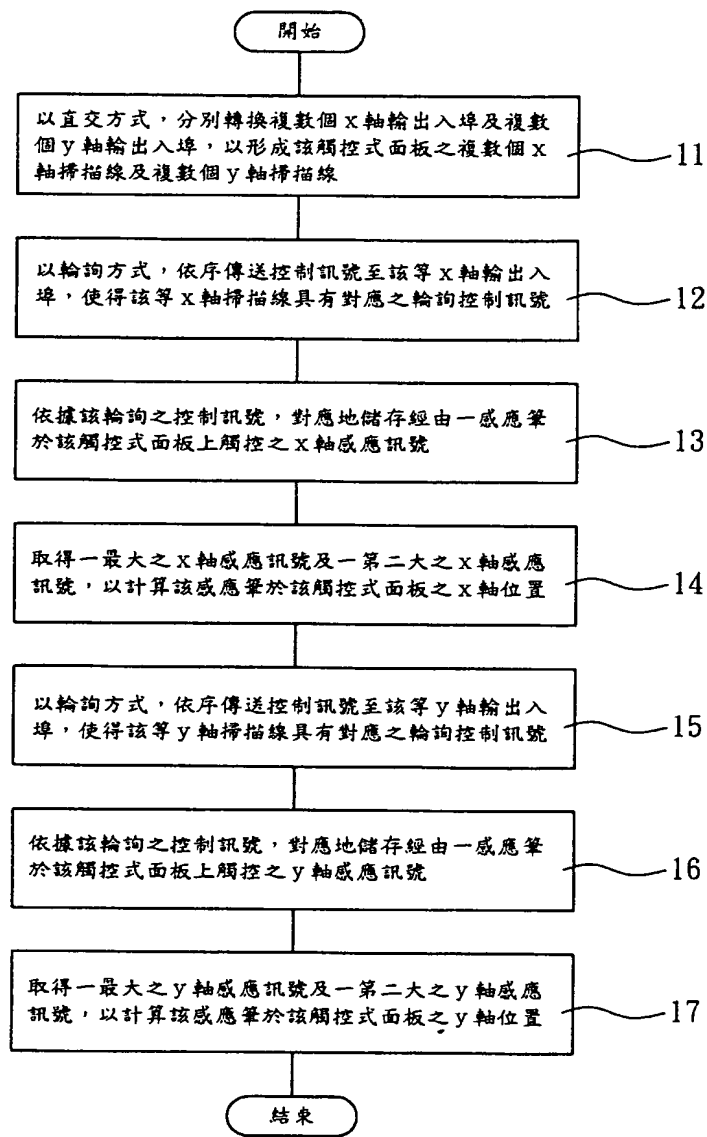 開始
以直交方式，分別轉換複數個x軸輸出入埠及複數
個y軸輸出入埠，以形成該觸控式面板之複數個x
軸掃描線及複數個y軸掃描線
11
以輪詢方式，依序傳送控制訊號至該等x軸輸出入
埠，使得該等x軸掃描線具有對應之輪詢控制訊號
12
依據該輪詢之控制訊號，對應地儲存經由一感應筆
於該觸控式面板上觸控之x軸感應訊號
13
取得一最大之x軸感應訊號及一第二大之x軸感應
訊號，以計算該感應筆於該觸控式面板之x軸位置
14
以輪詢方式，依序傳送控制訊號至該等y軸輸出入
埠，使得該等y軸掃描線具有對應之輪詢控制訊號
15
依據該輪詢之控制訊號，對應地儲存經由一感應筆
於該觸控式面板上觸控之y軸感應訊號
16
取得一最大之y軸感應訊號及一第二大之y軸感應
訊號，以計算該感應筆於該觸控式面板之y軸位置
17
結束